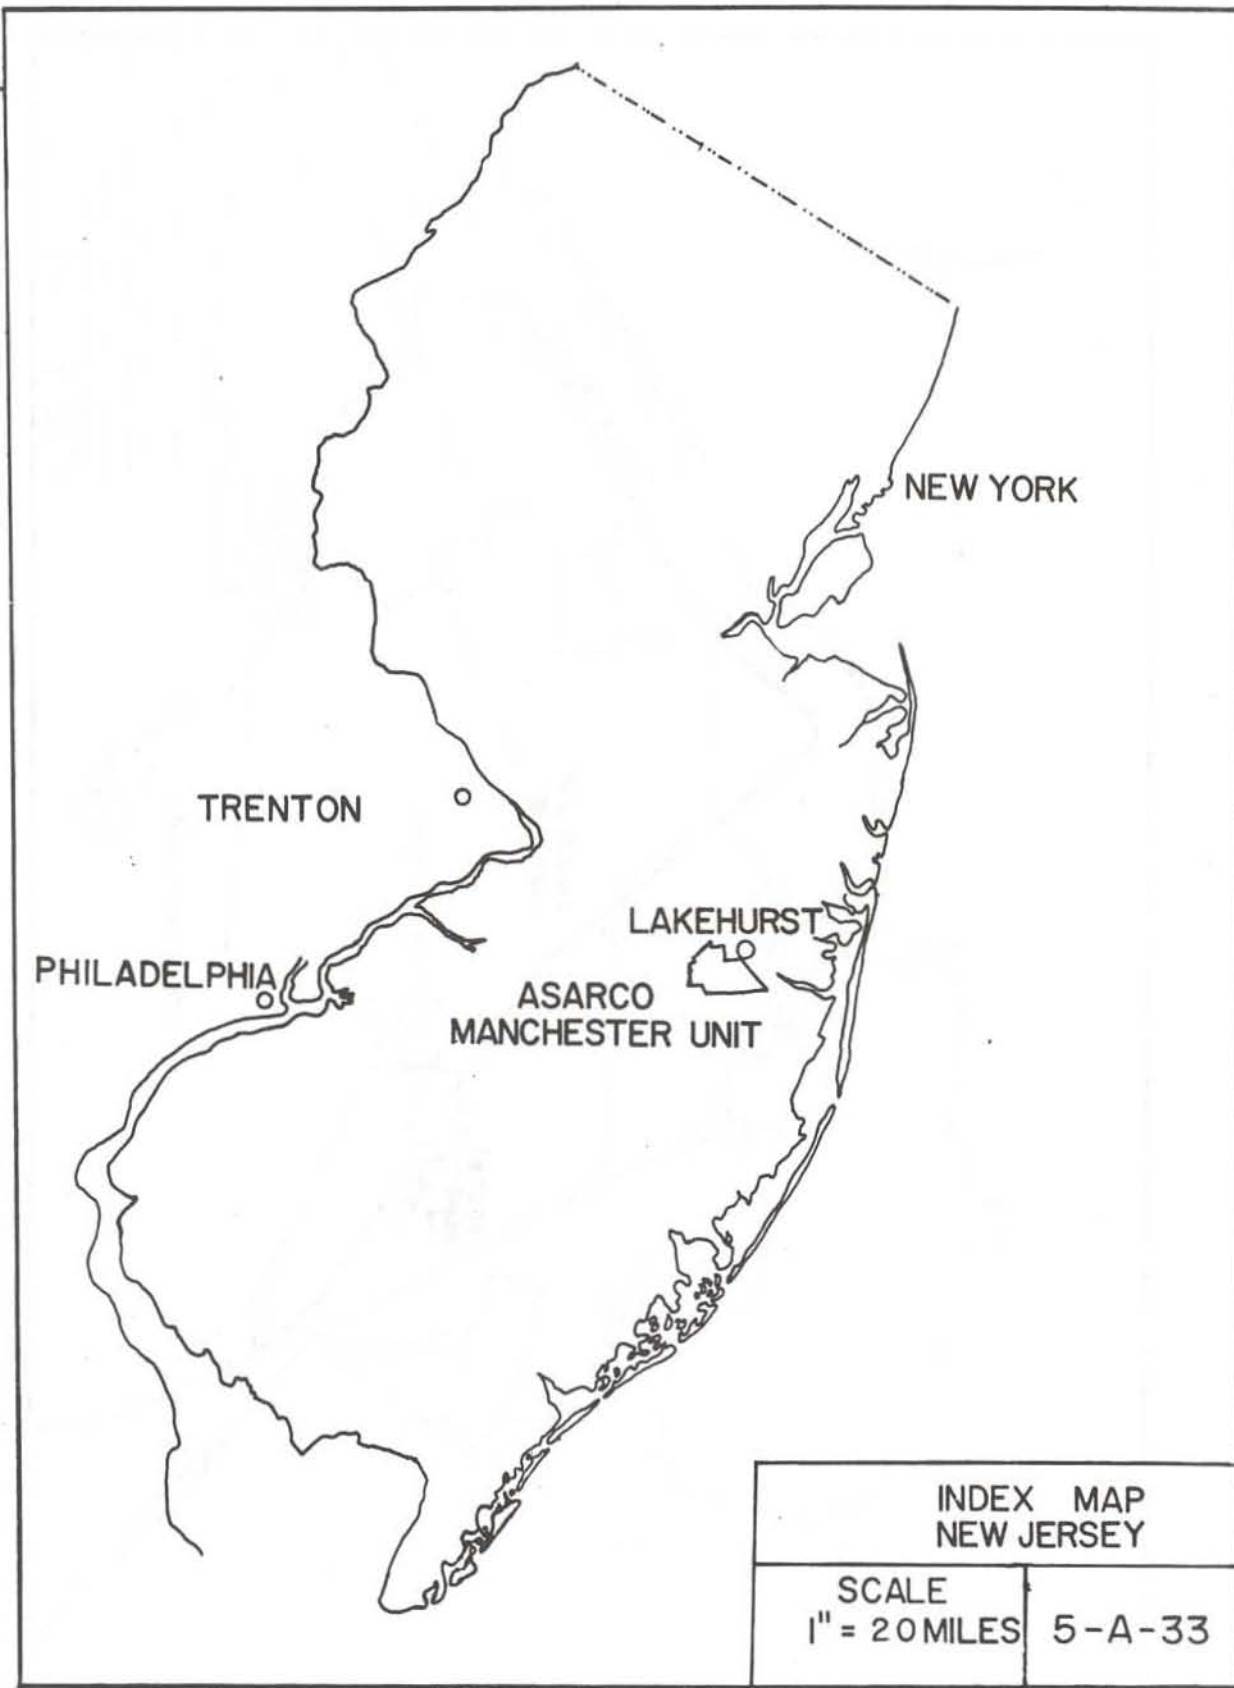 NEW YORK
TRENTON
LAKEHURST
PHILADELPHIA
ASARCO
MANCHESTER UNIT
INDEX MAP
NEW JERSEY
SCALE
1" = 20 MILES
5-A-33